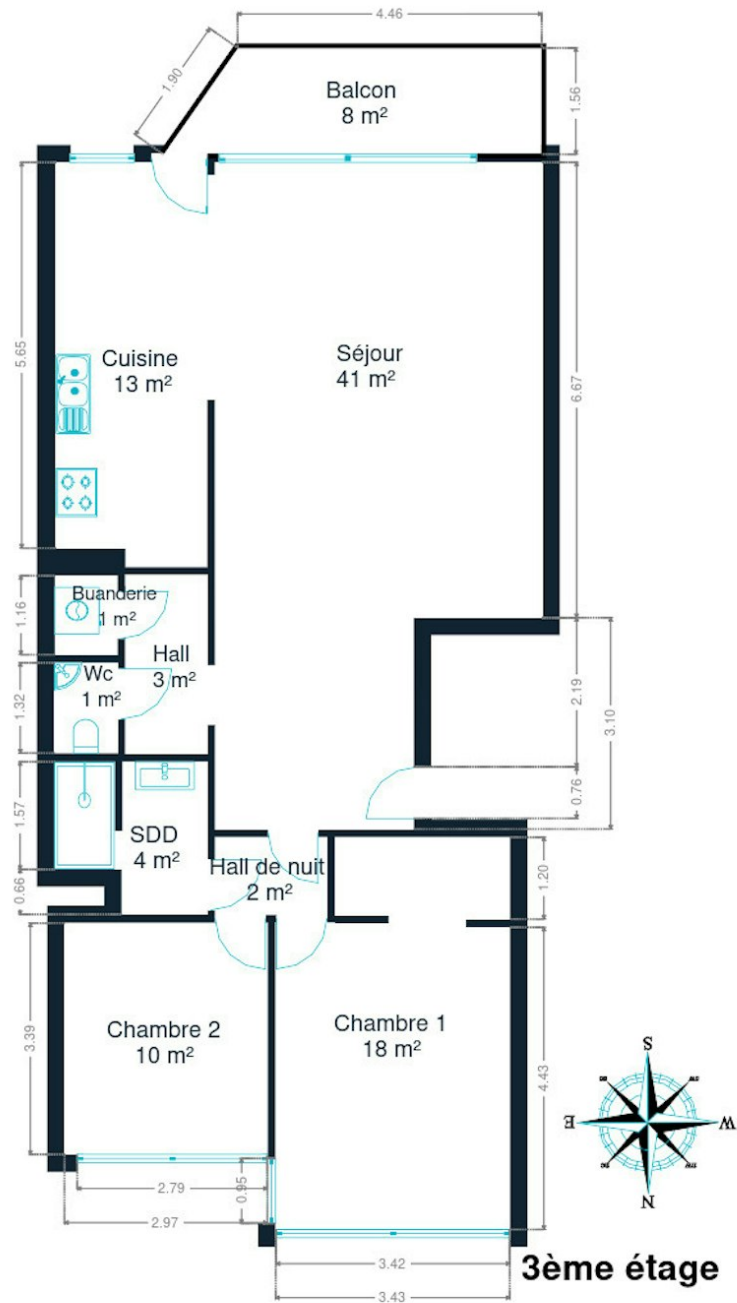 4.46
1.90
Balcon
8 m²
1.56
5.65
Cuisine
13 m²
Séjour
41 m²
6.67
Buanderie
1 m²
1.16
Hall
3 m²
Wc
1 m²
1.32
2.19
3.10
0.76
1.57
SDD
4 m²
0.66
Hall de nuit
2 m²
1.20
3.39
Chambre 2
10 m²
Chambre 1
18 m²
4.43
S
E
W
N
2.79
0.95
2.97
3.42
3.43
3ème étage